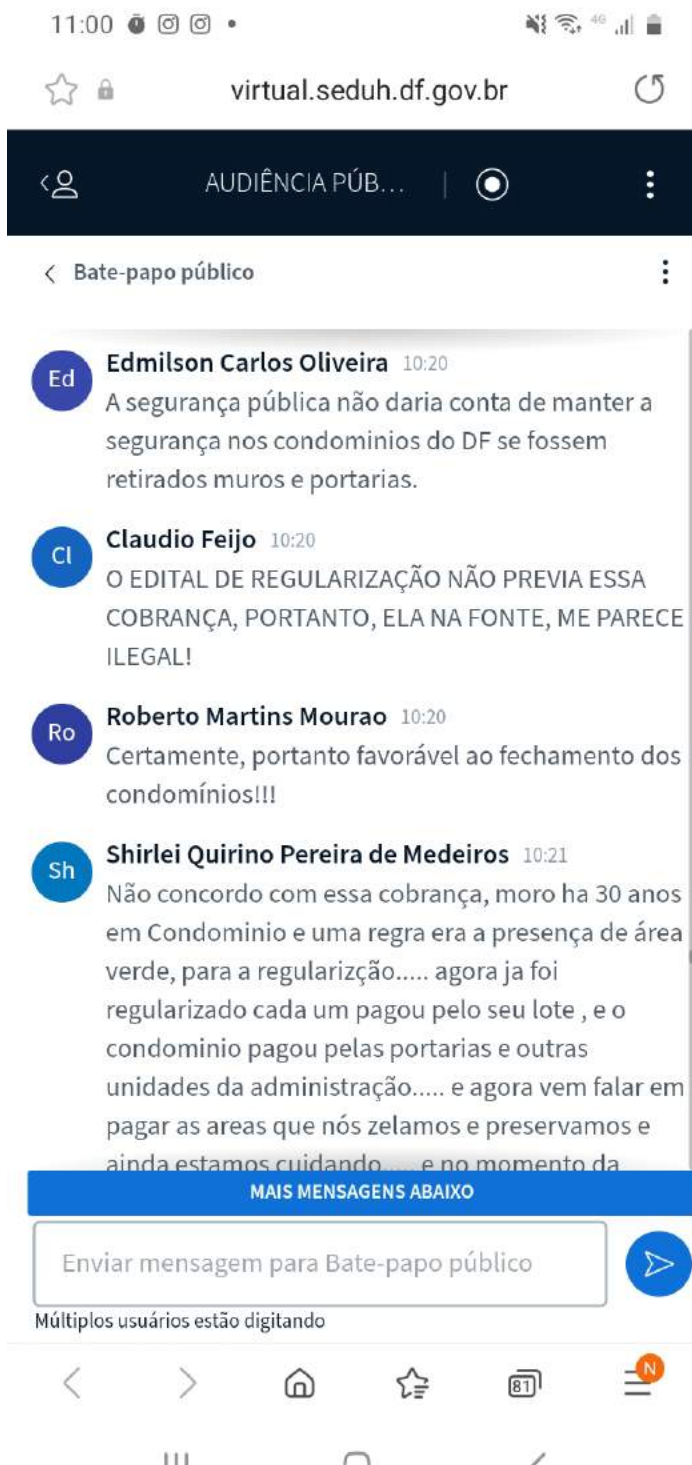 11:00
4G
virtual.seduh.df.gov.br
AUDIÊNCIA PÚB...
Bate-papo público
Ed
Edmilson Carlos Oliveira 10:20
A segurança pública não daria conta de manter a
segurança nos condominios do DF se fossem
retirados muros e portarias.
Cl
Claudio Feijo 10:20
O EDITAL DE REGULARIZAÇÃO NÃO PREVIA ESSA
COBRANÇA, PORTANTO, ELA NA FONTE, ME PARECE
ILEGAL!
Ro
Roberto Martins Mourao 10:20
Certamente, portanto favorável ao fechamento dos
condomínios!!!
Sh
Shirlei Quirino Pereira de Medeiros 10:21
Não concordo com essa cobrança, moro ha 30 anos
em Condominio e uma regra era a presença de área
verde, para a regularizção..... agora ja foi
regularizado cada um pagou pelo seu lote , e o
condominio pagou pelas portarias e outras
unidades da administração..... e agora vem falar em
pagar as areas que nós zelamos e preservamos e
ainda estamos cuidando..... e no momento da
MAIS MENSAGENS ABAIXO
Enviar mensagem para Bate-papo público
Múltiplos usuários estão digitando
81
N